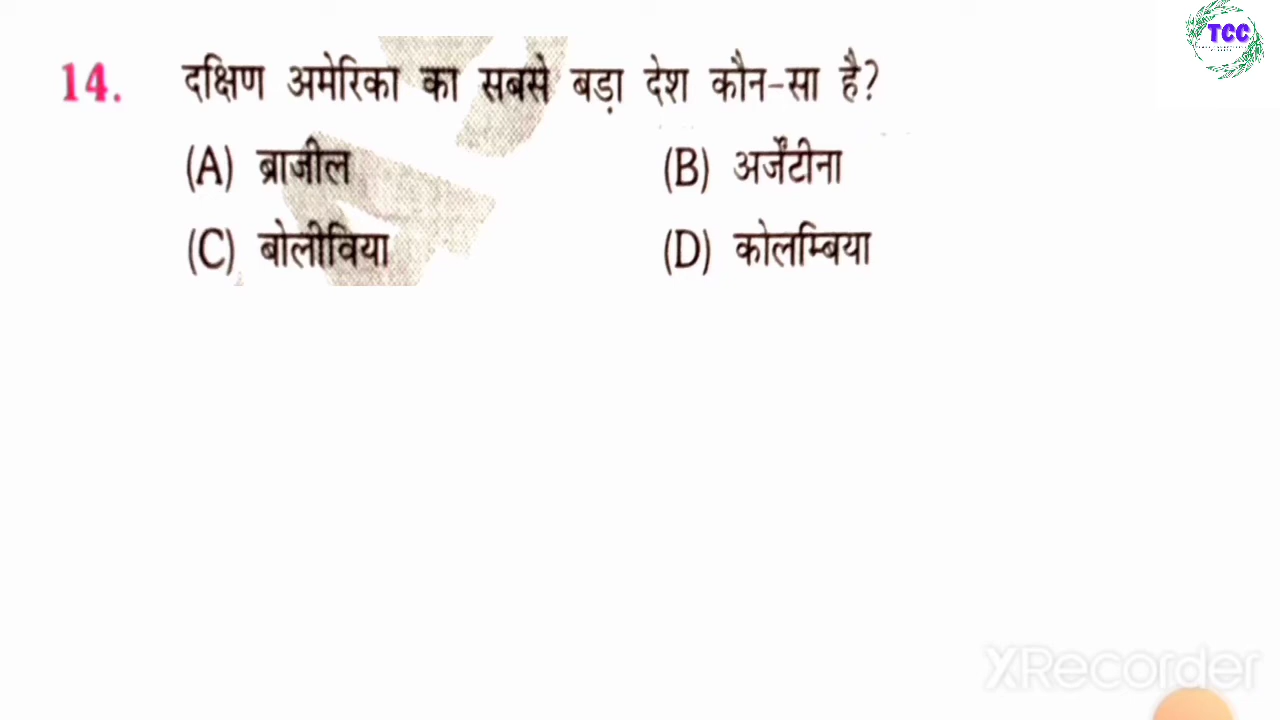 TCC
14. दक्षिण अमेरिका का सबसे बड़ा देश कौन-सा है?
(A) ब्राजील (B) अर्जेंटीना
(C) बोलीविया (D) कोलम्बिया
XRecorder